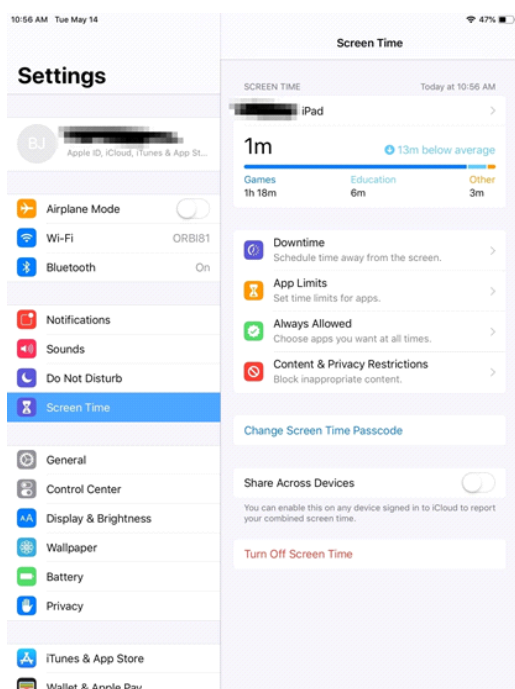 10:56 AM Tue May 14
47%
Settings
BJ
Apple ID, iCloud, iTunes & App St...
Airplane Mode
Wi-Fi ORBI81
Bluetooth On
Notifications
Sounds
Do Not Disturb
Screen Time
General
Control Center
AA Display & Brightness
Wallpaper
Battery
Privacy
iTunes & App Store
Wallet & Apple Pay
Screen Time
SCREEN TIME Today at 10:56 AM
iPad
1m 13m below average
Games Education Other
1h 18m 6m 3m
Downtime
Schedule time away from the screen.
App Limits
Set time limits for apps.
Always Allowed
Choose apps you want at all times.
Content & Privacy Restrictions
Block inappropriate content.
Change Screen Time Passcode
Share Across Devices
You can enable this on any device signed in to iCloud to report
your combined screen time.
Turn Off Screen Time